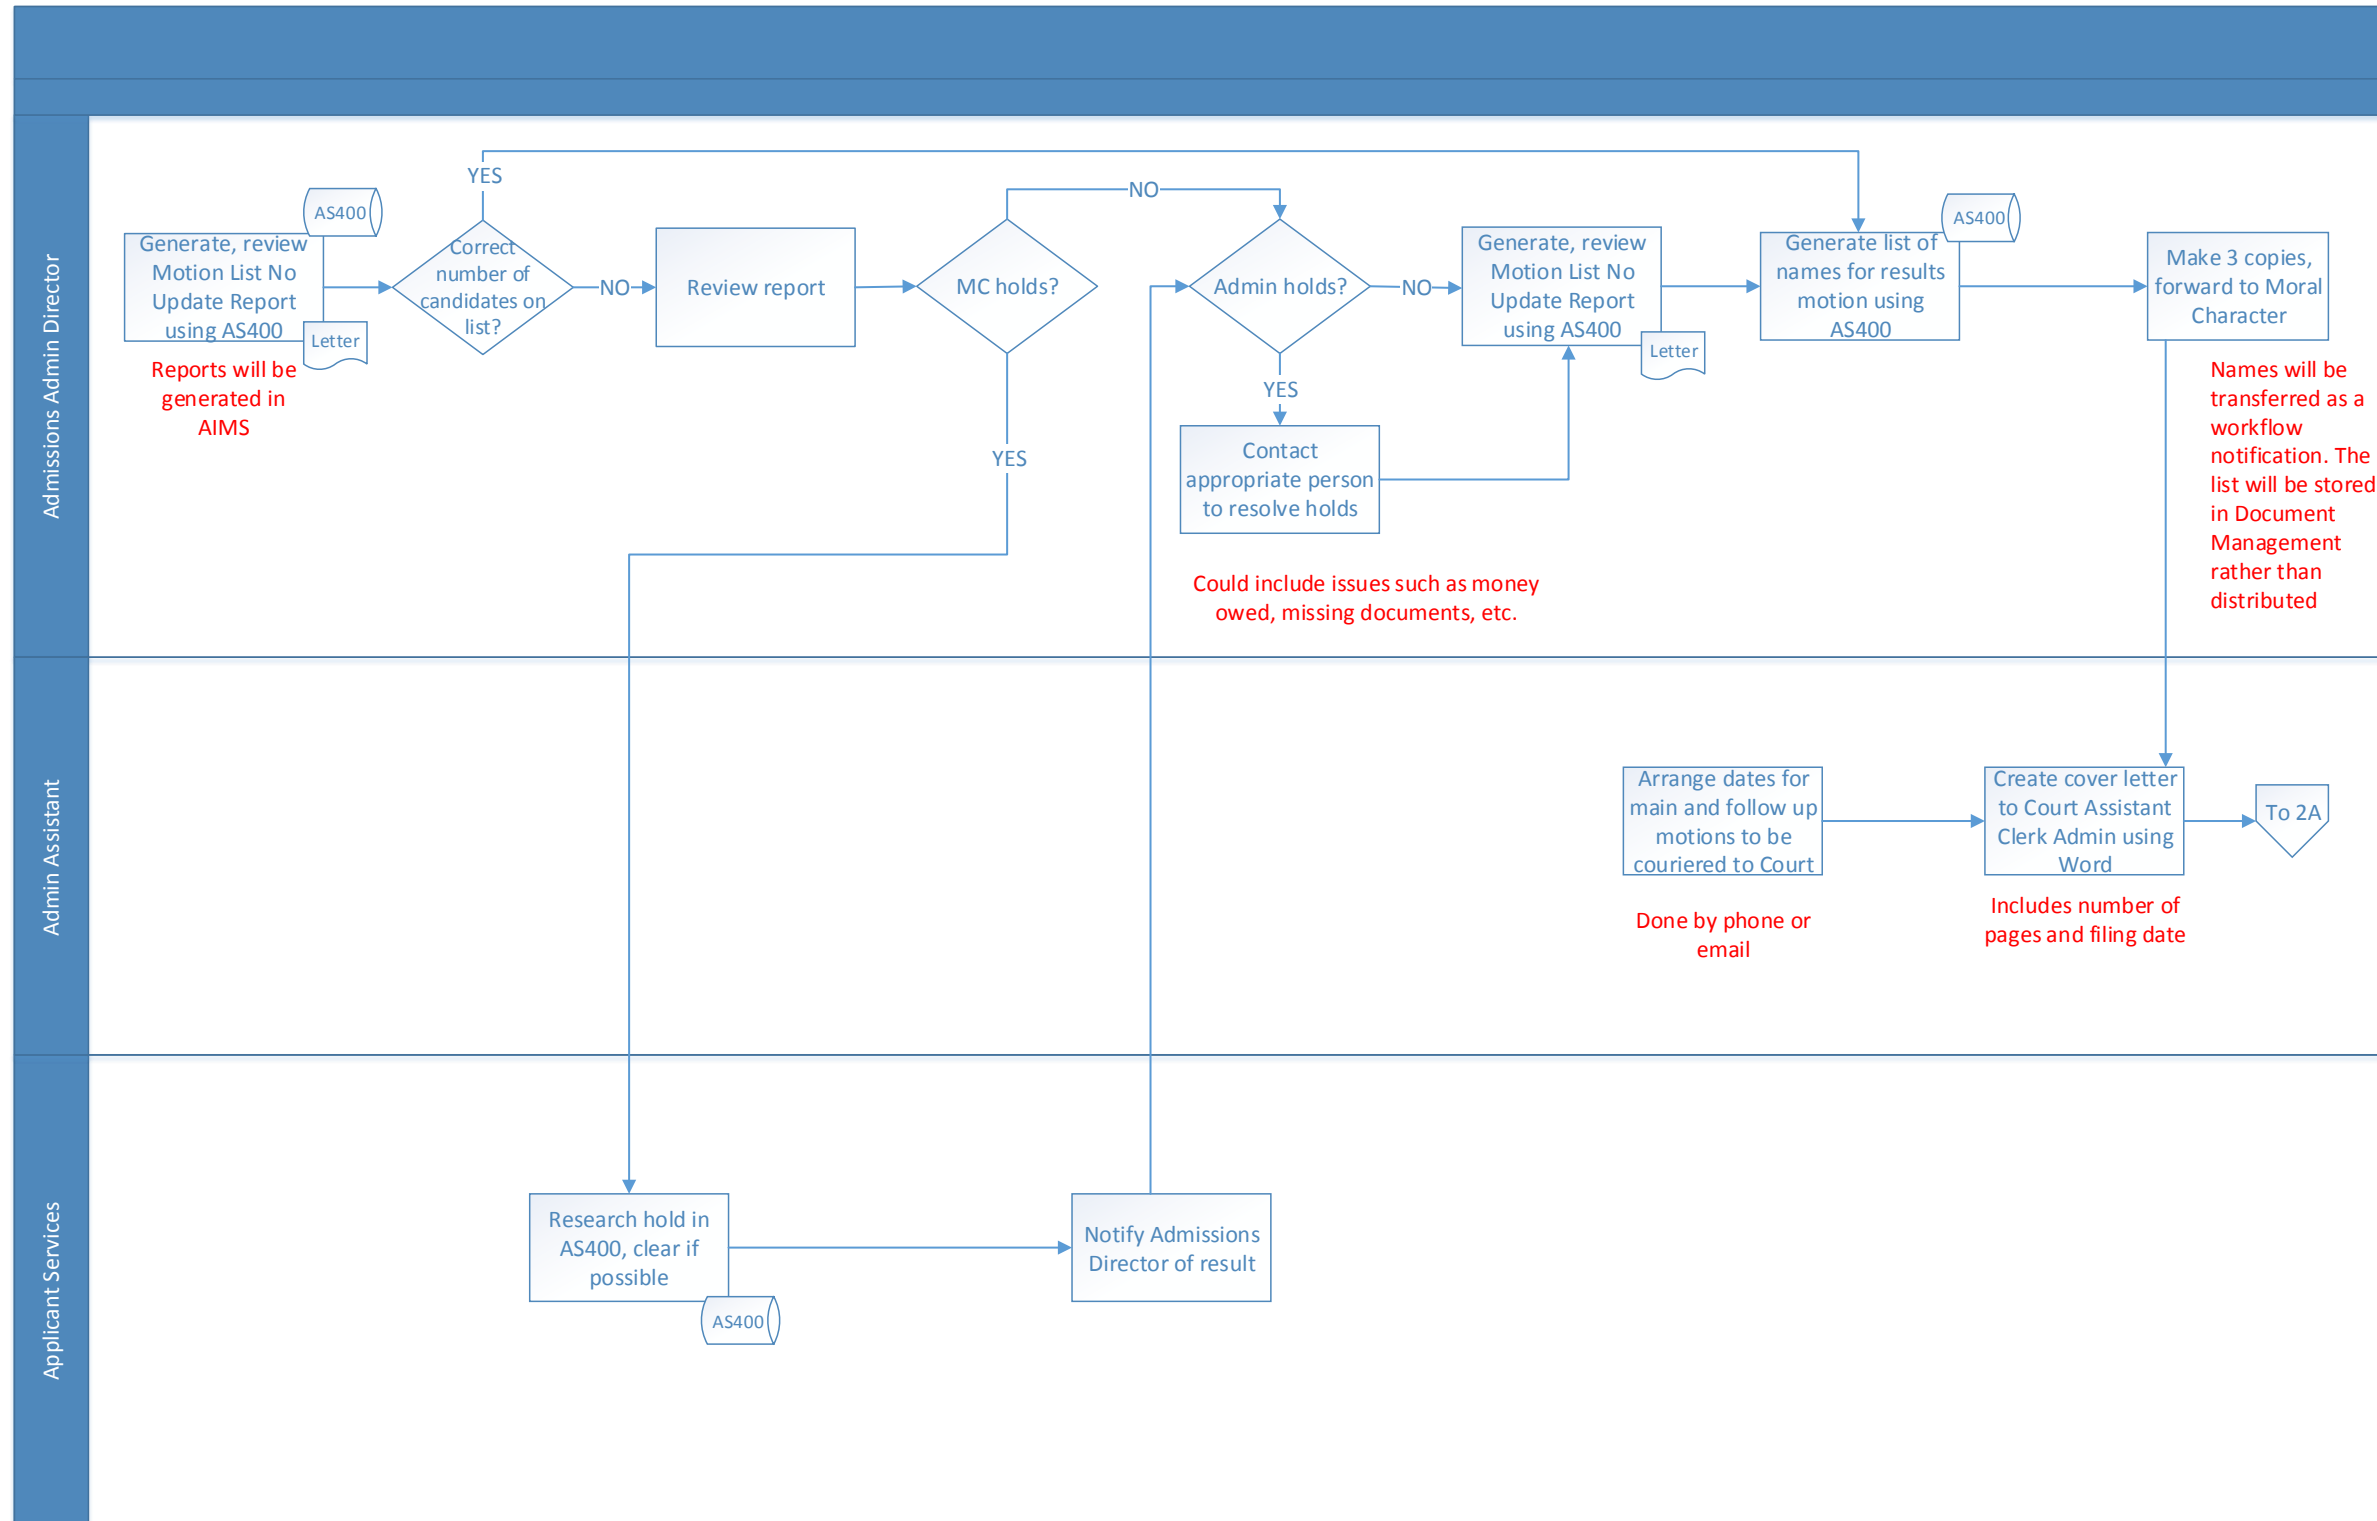 Admissions Admin Director
YES
AS400
Generate, review
Motion List No
Update Report
using AS400
Letter
Reports will be
generated in
AIMS
Correct
number of
candidates on
list?
NO
Review report
MC holds?
NO
YES
Admin holds?
NO
YES
Contact
appropriate person
to resolve holds
Could include issues such as money
owed, missing documents, etc.
Generate, review
Motion List No
Update Report
using AS400
Letter
AS400
Generate list of
names for results
motion using
AS400
Make 3 copies,
forward to Moral
Character
Names will be
transferred as a
workflow
notification. The
list will be stored
in Document
Management
rather than
distributed
Admin Assistant
Arrange dates for
main and follow up
motions to be
couriered to Court
Done by phone or
email
Create cover letter
to Court Assistant
Clerk Admin using
Word
Includes number of
pages and filing date
To 2A
Applicant Services
Research hold in
AS400, clear if
possible
AS400
Notify Admissions
Director of result